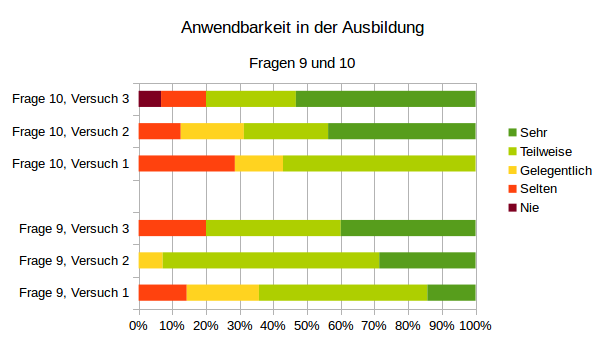 Anwendbarkeit in der Ausbildung
Fragen 9 und 10
Frage 10, Versuch 3
Frage 10, Versuch 2
Frage 10, Versuch 1
Frage 9, Versuch 3
Frage 9, Versuch 2
Frage 9, Versuch 1
0% 10% 20% 30% 40% 50% 60% 70% 80% 90% 100%
Sehr
Teilweise
Gelegentlich
Selten
Nie